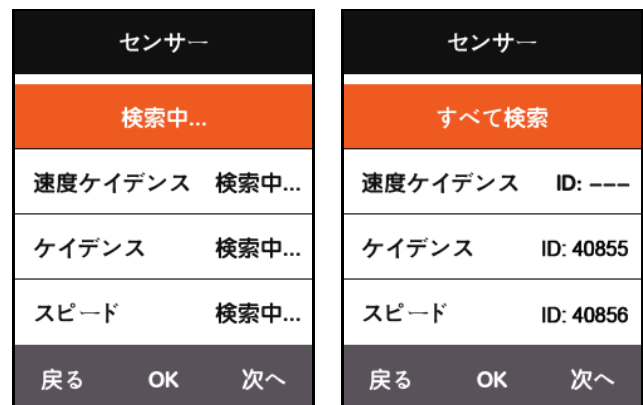 センサー
検索中...
速度ケイデンス 検索中...
ケイデンス 検索中...
スピード 検索中...
戻る OK 次へ
センサー
すべて検索
速度ケイデンス ID: ---
ケイデンス ID: 40855
スピード ID: 40856
戻る OK 次へ